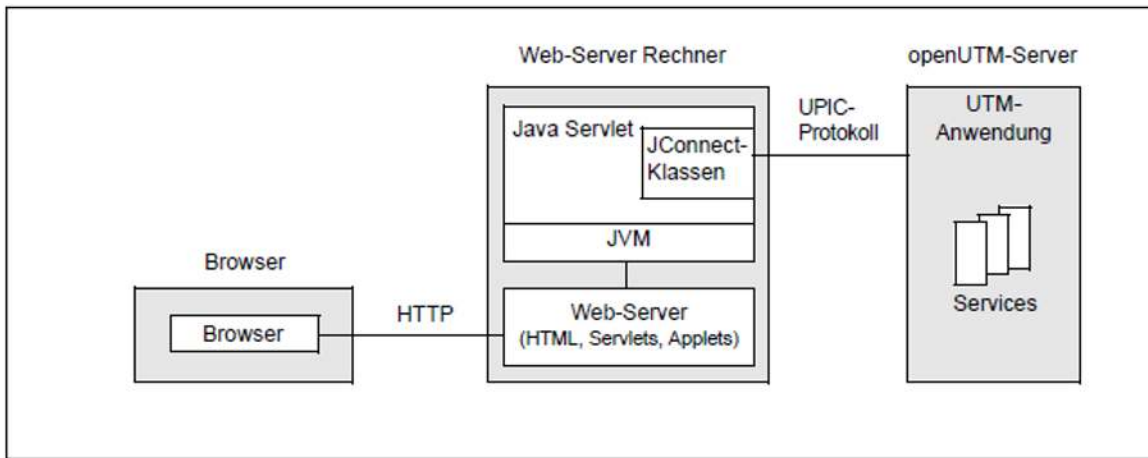 Web-Server Rechner
openUTM-Server
Java Servlet
JConnect-
Klassen
UPIC-
Protokoll
UTM-
Anwendung
JVM
Browser
Browser
HTTP
Web-Server
(HTML, Servlets, Applets)
Services